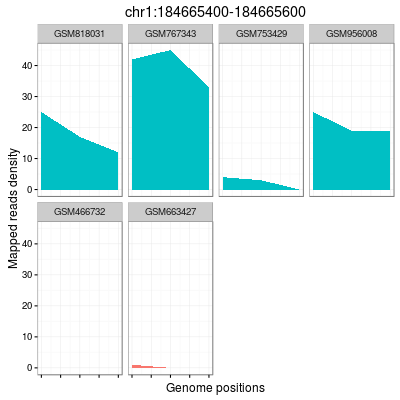 chr1:184665400-184665600
GSM818031 GSM767343 GSM753429 GSM956008
40
30
20
10
0
Mapped reads density
GSM466732 GSM663427
40
30
20
10
0
Genome positions